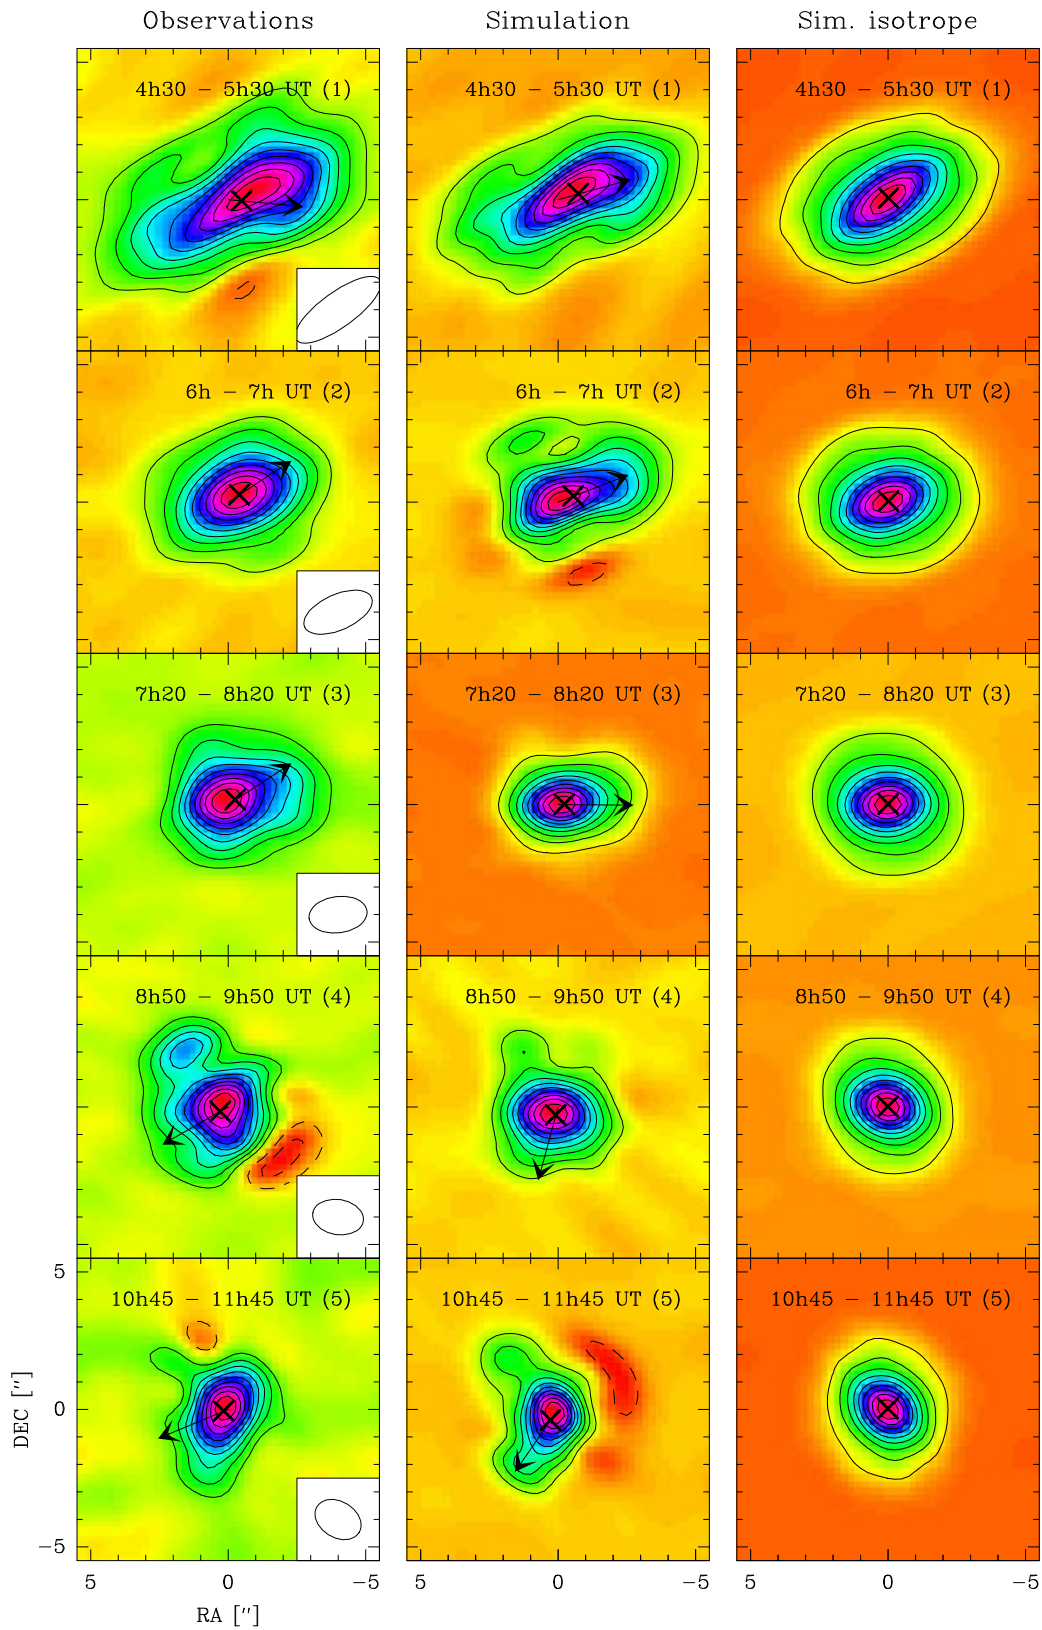 Observations Simulation Sim. isotrope
4h30 − 5h30 UT (1) 4h30 − 5h30 UT (1) 4h30 − 5h30 UT (1)
6h − 7h UT (2) 6h − 7h UT (2) 6h − 7h UT (2)
7h20 − 8h20 UT (3) 7h20 − 8h20 UT (3) 7h20 − 8h20 UT (3)
8h50 − 9h50 UT (4) 8h50 − 9h50 UT (4) 8h50 − 9h50 UT (4)
5
10h45 − 11h45 UT (5) 10h45 − 11h45 UT (5) 10h45 − 11h45 UT (5)
DEC ["]
0
−5
5 0 −5 5 0 −5 5 0 −5
RA ["]